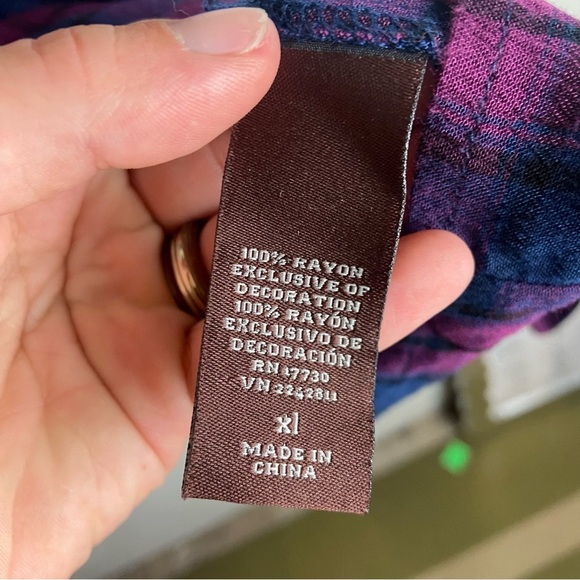 100% RAYON
EXCLUSIVE OF
DECORATION
100% RAYÓN
EXCLUSIVO DE
DECORACIÓN
RN 17730
VN 2242811
xl
MADE IN
CHINA